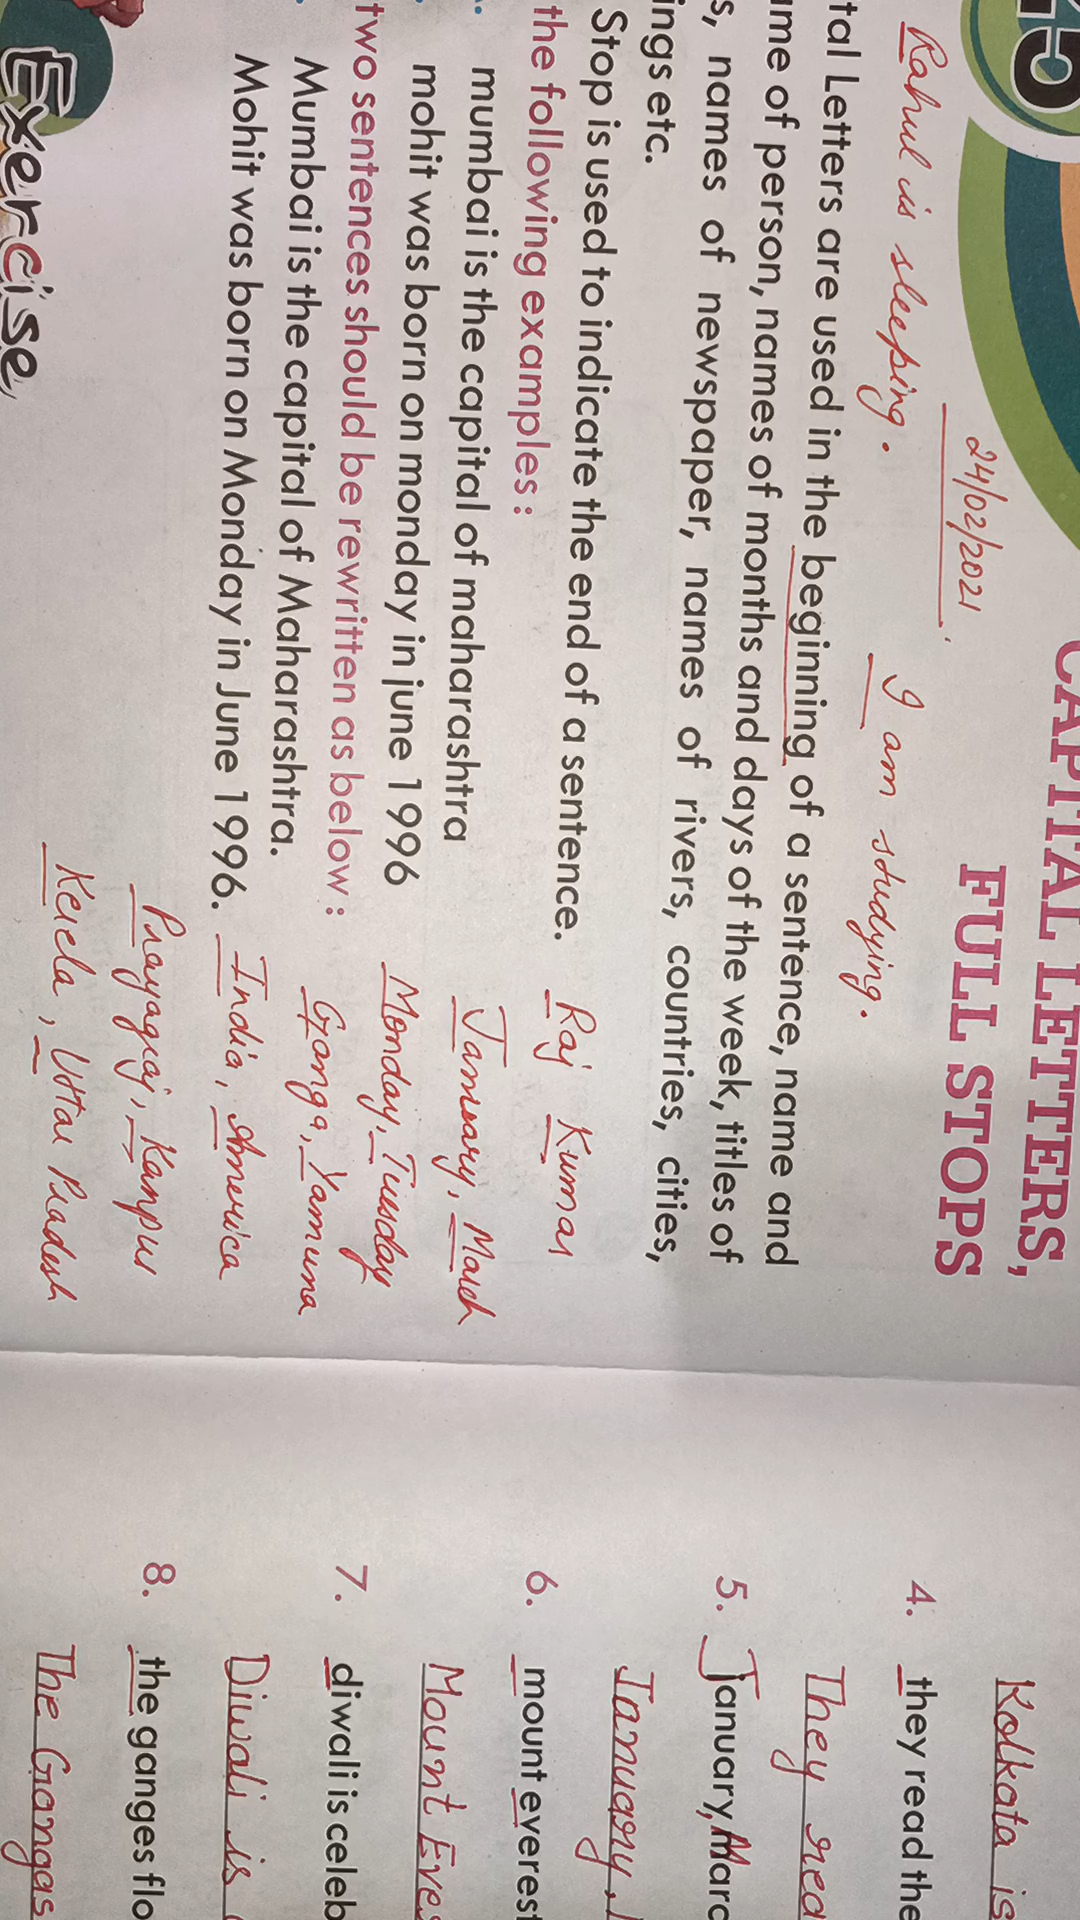 25
CAPITAL LETTERS,
FULL STOPS
24/02/2021
Rahul is sleeping. I am studying.
tal Letters are used in the beginning of a sentence, name and
me of person, names of months and days of the week, titles of
s, names of newspaper, names of rivers, countries, cities,
ings etc.
Stop is used to indicate the end of a sentence.
Raj Kumar
the following examples :
mumbai is the capital of maharashtra
January, March
mohit was born on monday in june 1996
Monday, Tuesday
two sentences should be rewritten as below :
Ganga, Yamuna
Mumbai is the capital of Maharashtra.
Mohit was born on Monday in June 1996.
India, America
Prayagraj, Kanpur
Kerela, Uttar Pradesh
Exercise
Kolkata is
4. they read the
They red
5. January, Marc
January,
6. mount everest
Mount Eve
7. diwali is celeb
Diwali is
8. the ganges flo
The Ganges